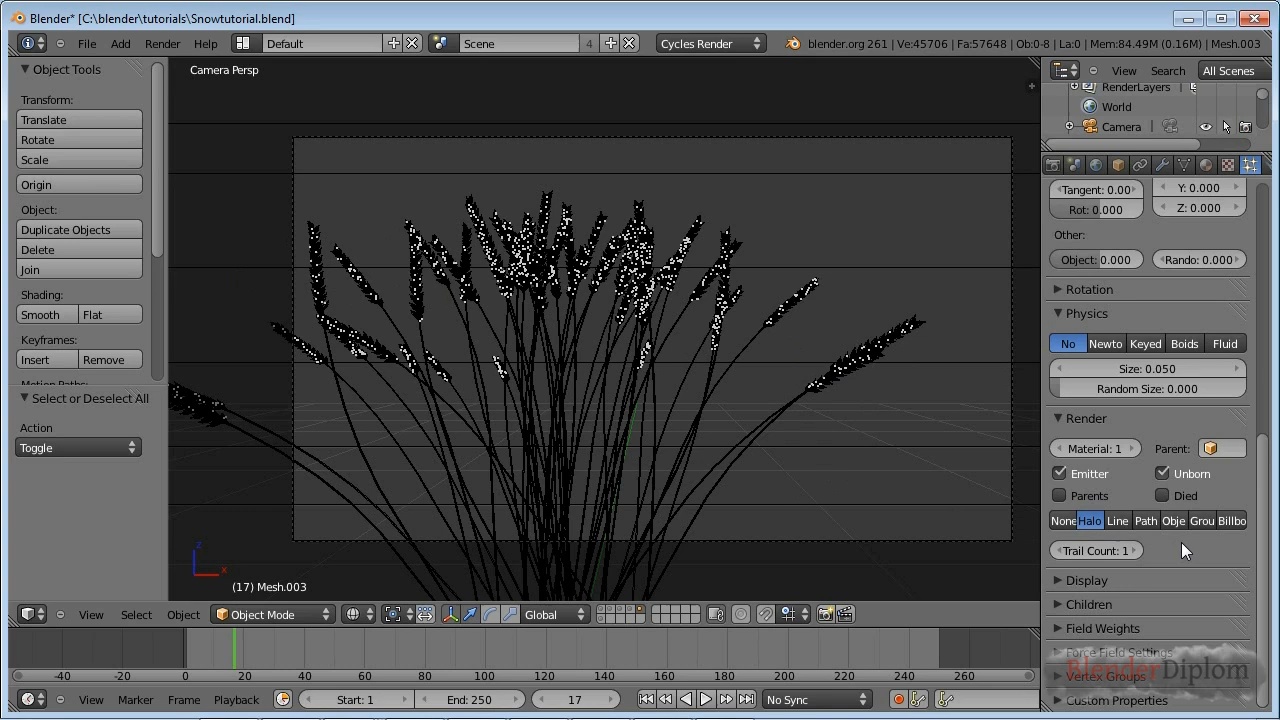 Blender* [C:\blender\tutorials\Snowtutorial.blend]
File Add Render Help Default Scene 4 Cycles Render blender.org 261 | Ve:45706 | Fa:57648 | Ob:0-8 | La:0 | Mem:84.49M (0.16M) | Mesh.003
Object Tools
Transform:
Translate
Rotate
Scale
Origin
Object:
Duplicate Objects
Delete
Join
Shading:
Smooth Flat
Keyframes:
Insert Remove
Motion Paths:
Select or Deselect All
Action
Toggle
Camera Persp
z
x
(17) Mesh.003
View Search All Scenes
RenderLayers
World
Camera
Tangent: 0.00 Y: 0.000
Rot: 0.000 Z: 0.000
Other:
Object: 0.000 Rando: 0.000
Rotation
Physics
No Newto Keyed Boids Fluid
Size: 0.050
Random Size: 0.000
Render
Material: 1 Parent:
Emitter Unborn
Parents Died
None Halo Line Path Obje Grou Billbo
Trail Count: 1
Display
Children
Field Weights
Force Field Settings
Vertex Groups
Custom Properties
BlenderDiplom
View Select Object Object Mode Global
-40 -20 0 20 40 60 80 100 120 140 160 180 200 220 240 260
View Marker Frame Playback Start: 1 End: 250 17 No Sync